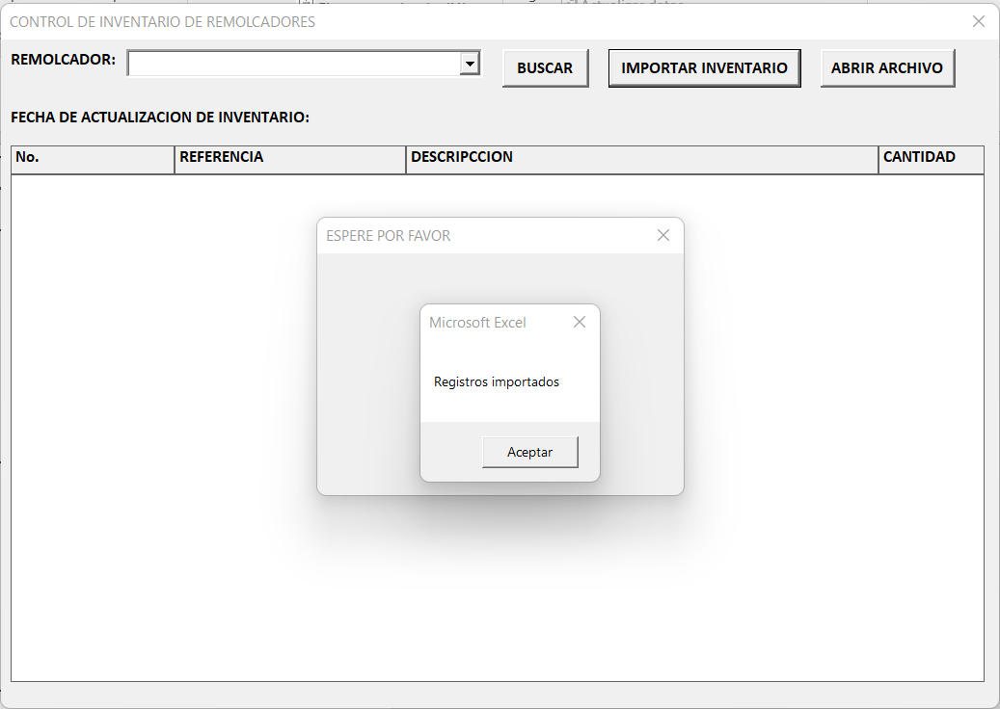 CONTROL DE INVENTARIO DE REMOLCADORES
REMOLCADOR:
BUSCAR
IMPORTAR INVENTARIO
ABRIR ARCHIVO
FECHA DE ACTUALIZACION DE INVENTARIO:
No.
REFERENCIA
DESCRIPCCION
CANTIDAD
ESPERE POR FAVOR
Microsoft Excel
Registros importados
Aceptar